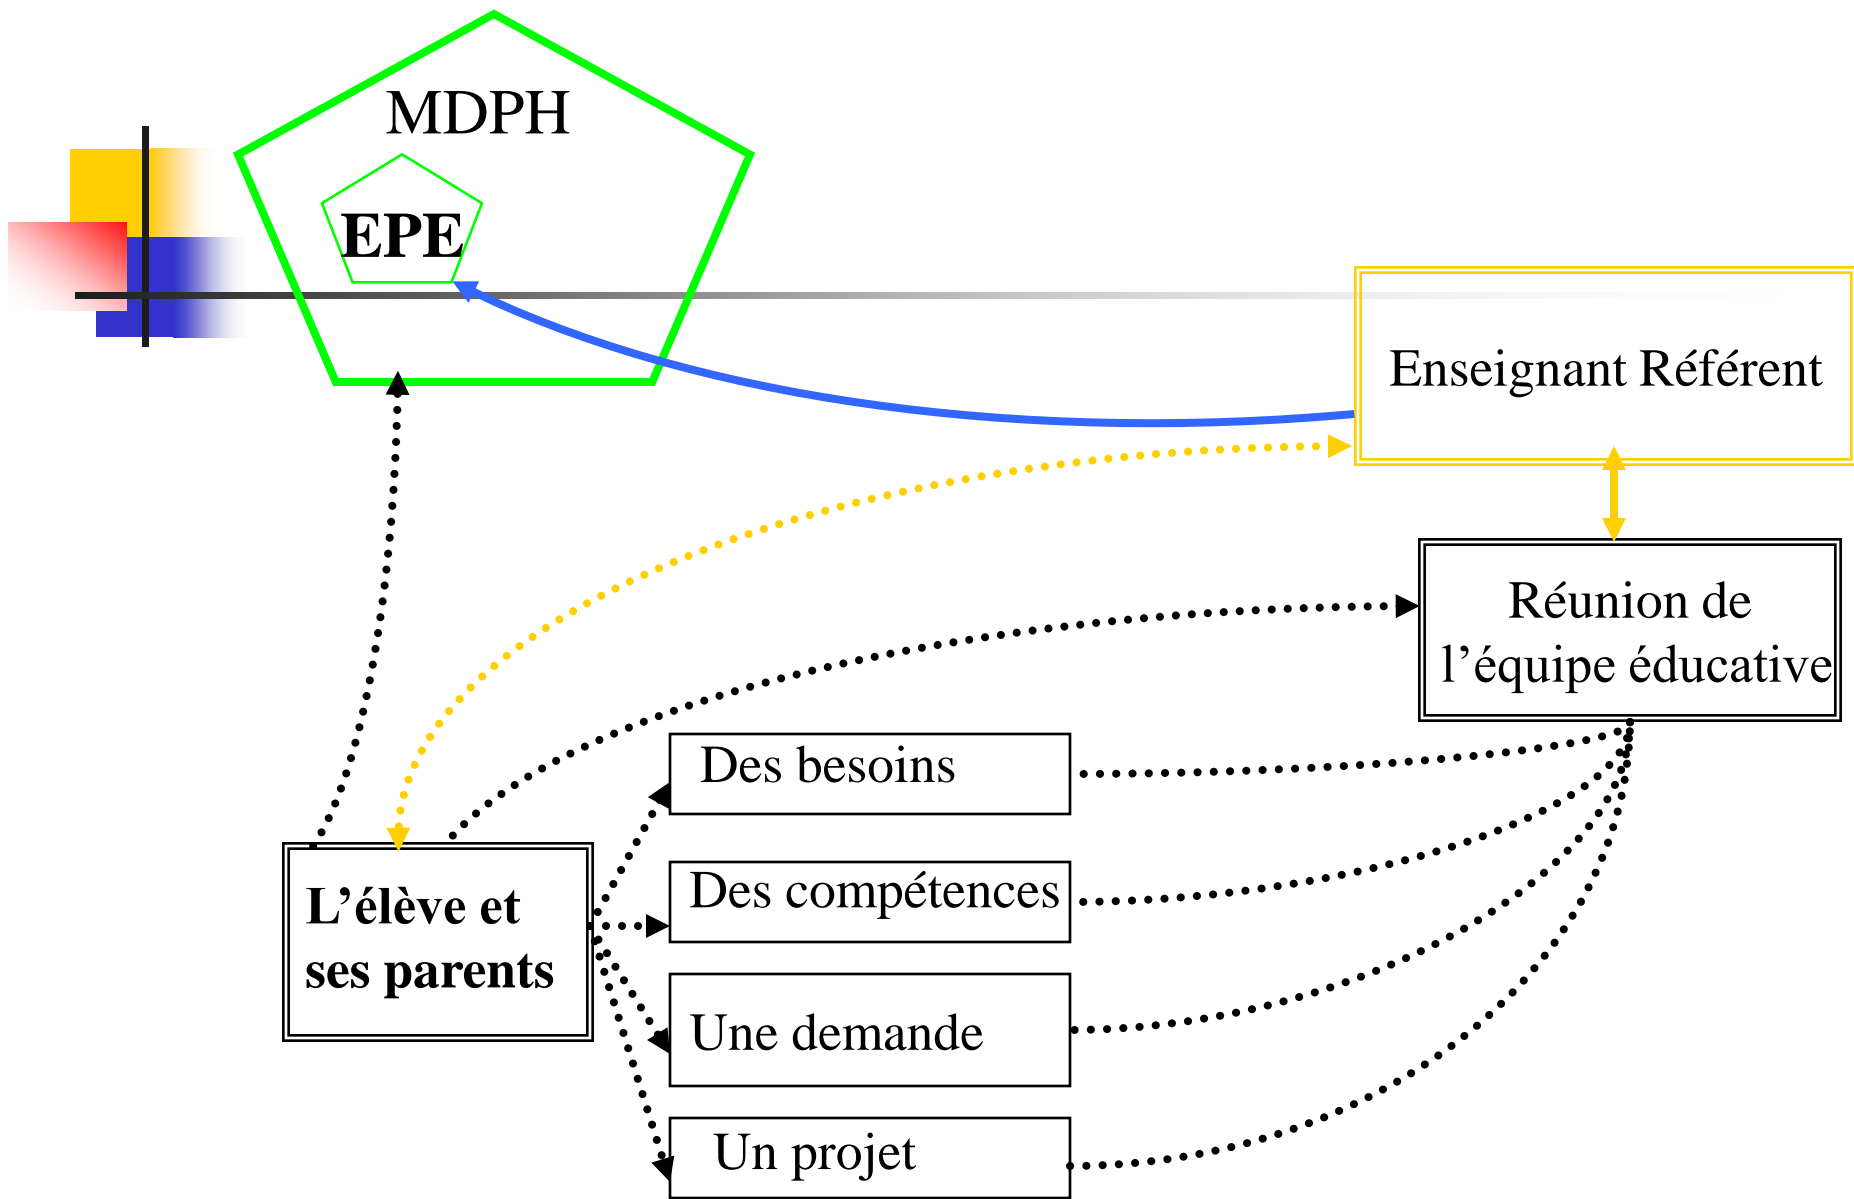 MDPH
EPE
Enseignant Référent
Réunion de
l’équipe éducative
Des besoins
Des compétences
L’élève et
ses parents
Une demande
Un projet